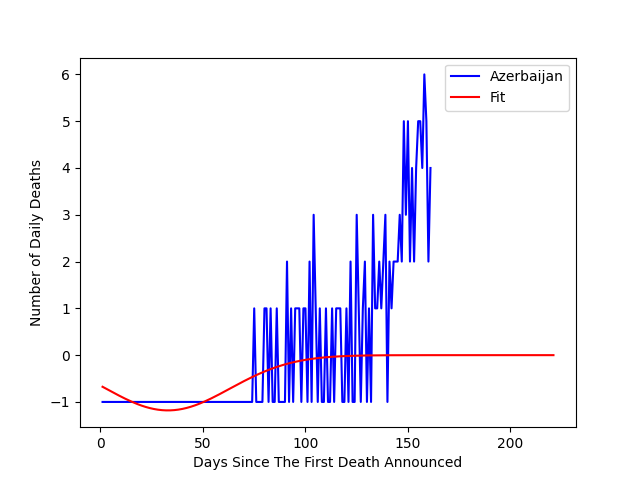 Azerbaijan
Fit
Number of Daily Deaths
6
5
4
3
2
1
0
−1
0 50 100 150 200
Days Since The First Death Announced